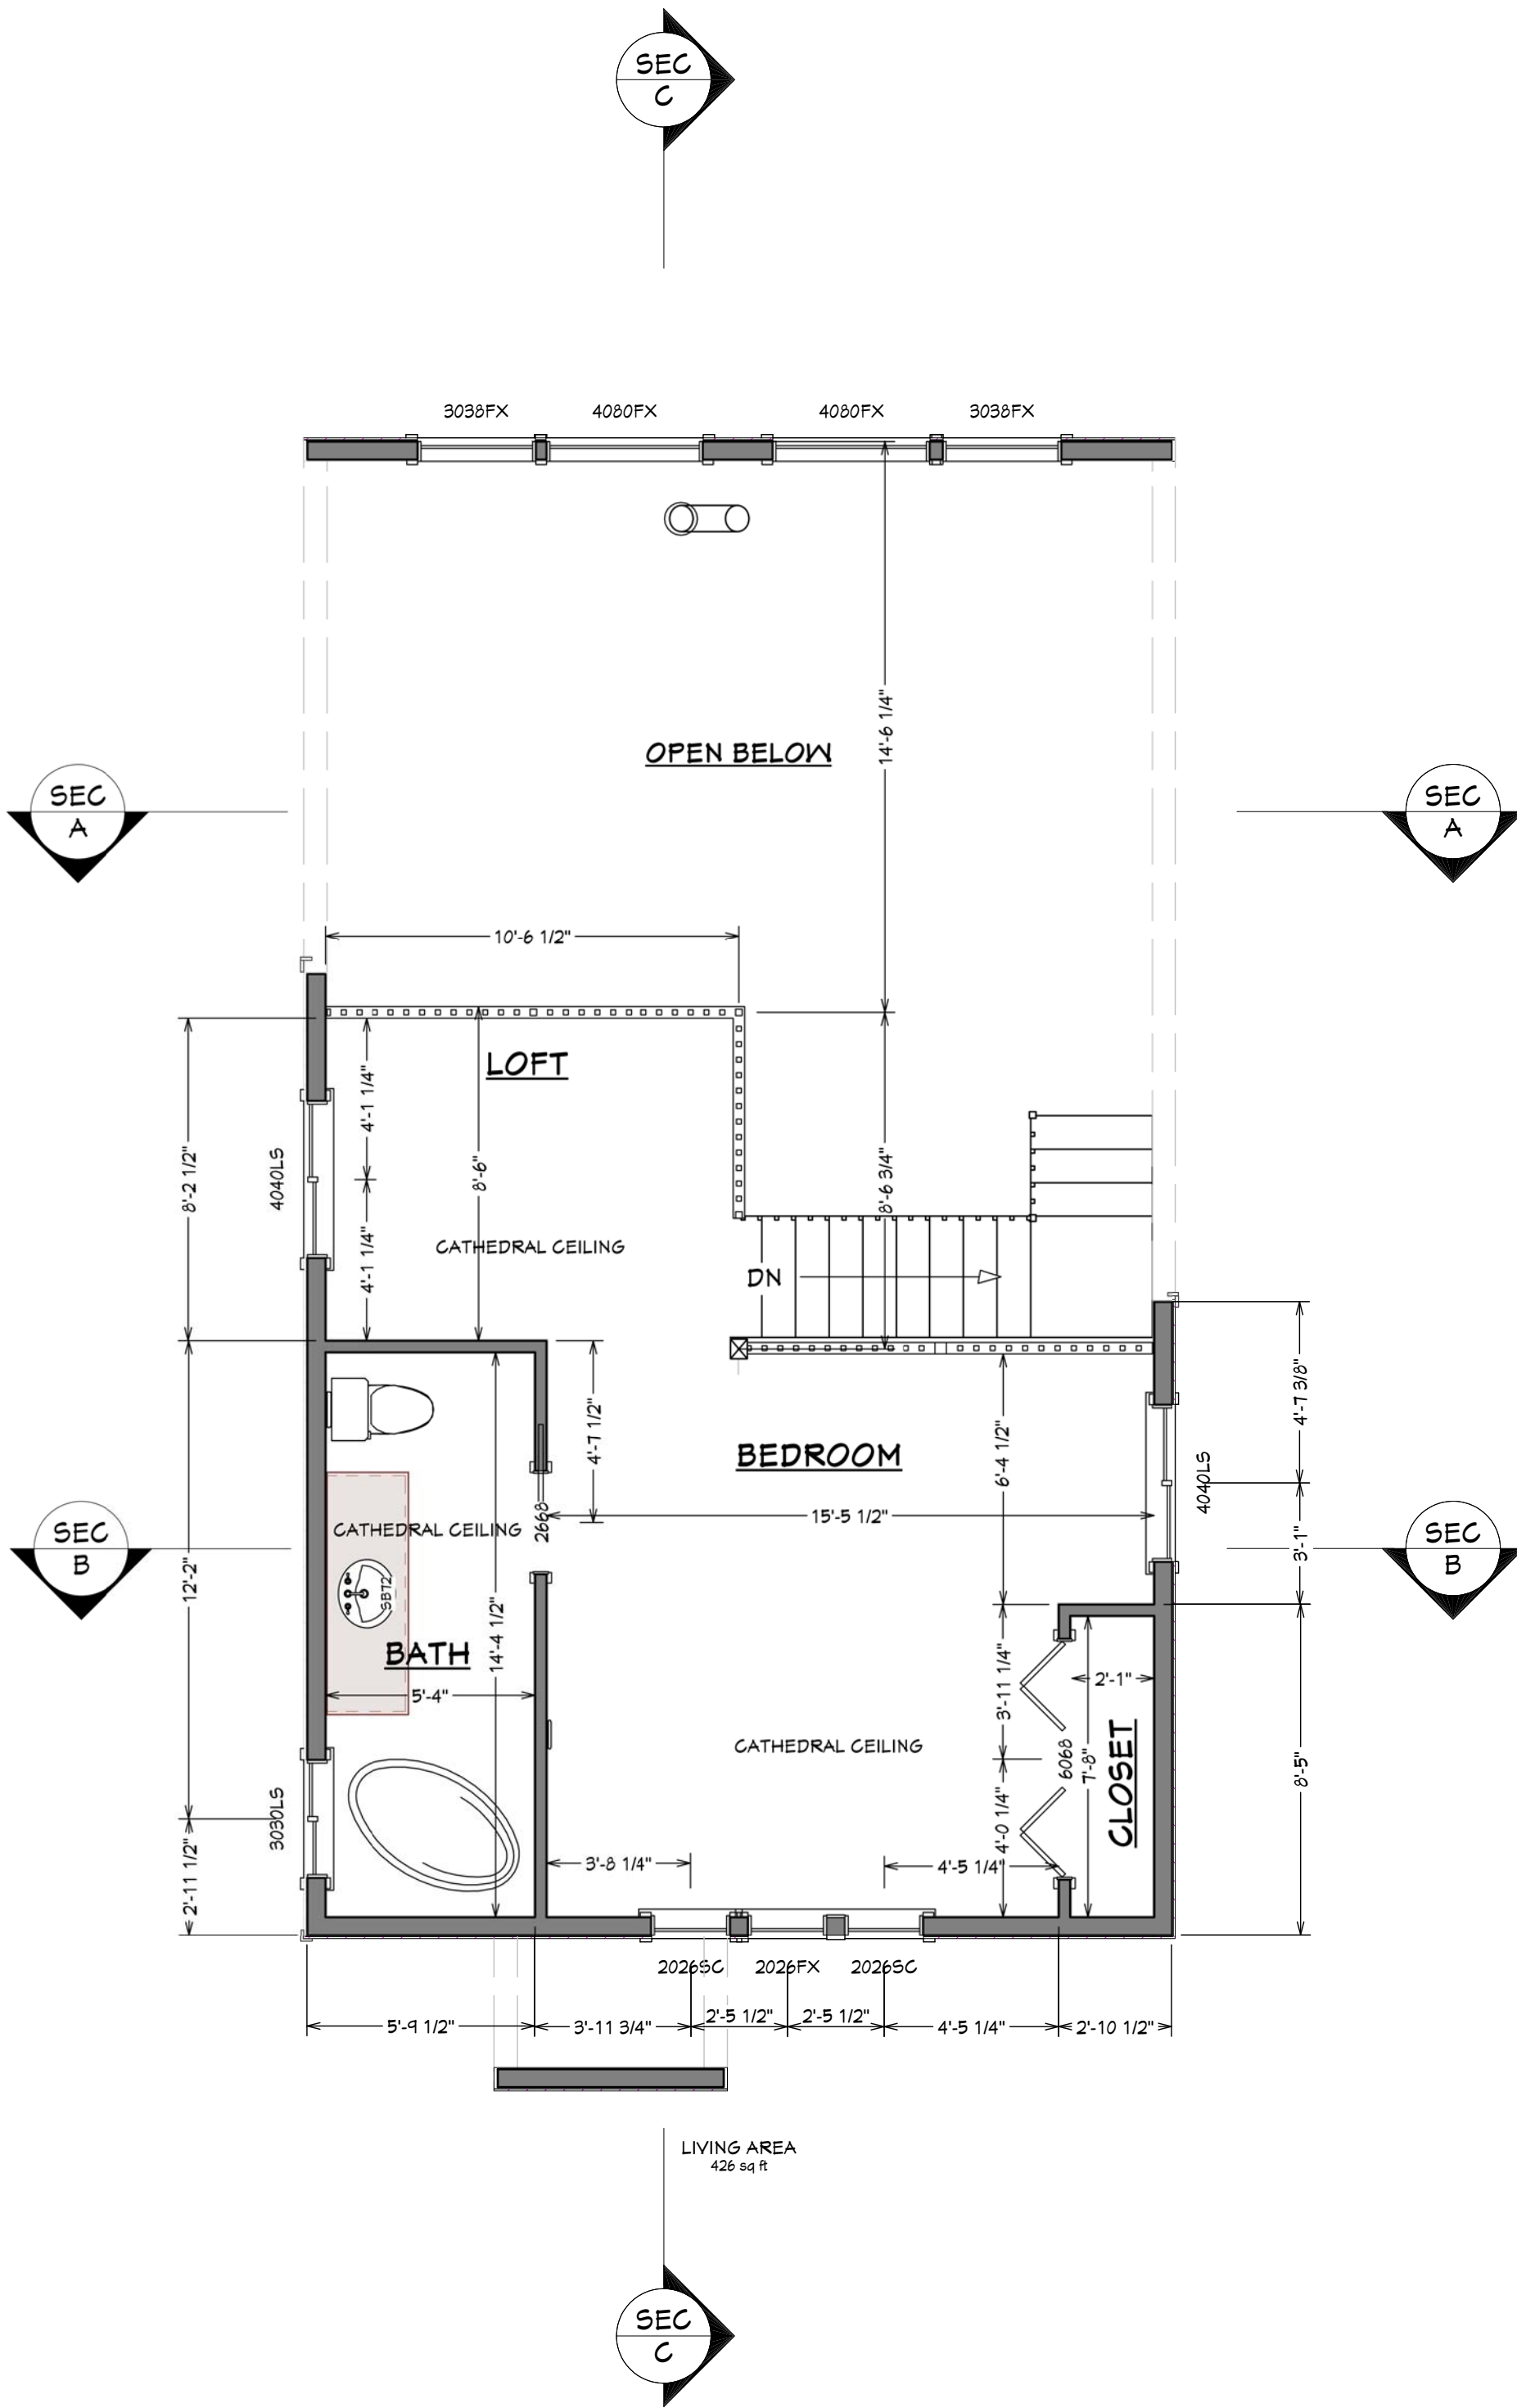 SEC
C
3038FX
4080FX
4080FX
3038FX
14'-6 1/4"
OPEN BELOW
SEC
A
SEC
A
10'-6 1/2"
LOFT
4'-1 1/4"
8'-2 1/2"
4040LS
8'-6"
8'-6 3/4"
4'-1 1/4"
CATHEDRAL CEILING
DN
4'-7 3/8"
4'-7 1/2"
BEDROOM
6'-4 1/2"
4040LS
15'-5 1/2"
2668
CATHEDRAL CEILING
SEC
B
SEC
B
3'-1"
12'-2"
SB72
BATH
14'-4 1/2"
5'-4"
3'-11 1/4"
2'-1"
CATHEDRAL CEILING
6068
7'-8"
CLOSET
8'-5"
3030LS
4'-0 1/4"
3'-8 1/4"
4'-5 1/4"
2'-11 1/2"
2026SC
2026FX
2026SC
5'-9 1/2"
3'-11 3/4"
2'-5 1/2"
2'-5 1/2"
4'-5 1/4"
2'-10 1/2"
LIVING AREA
426 sq ft
SEC
C